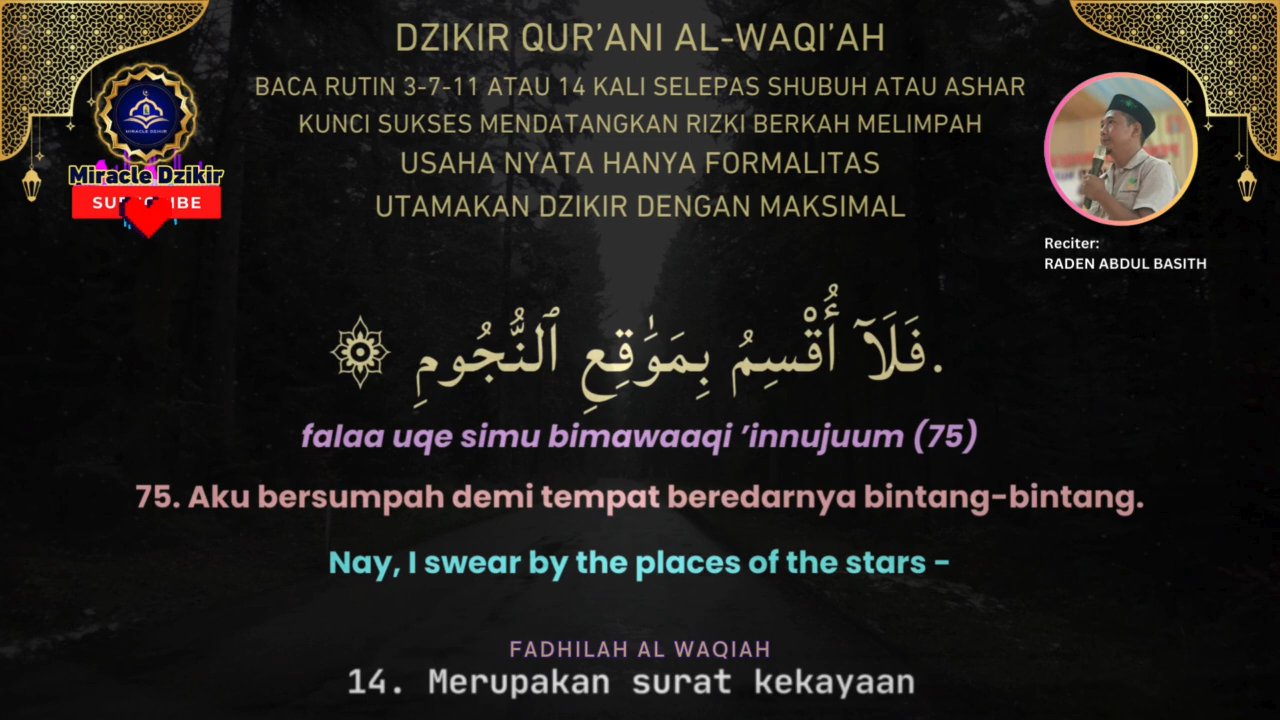 DZIKIR QUR'ANI AL-WAQI'AH
BACA RUTIN 3-7-11 ATAU 14 KALI SELEPAS SHUBUH ATAU ASHAR
KUNCI SUKSES MENDATANGKAN RIZKI BERKAH MELIMPAH
USAHA NYATA HANYA FORMALITAS
UTAMAKAN DZIKIR DENGAN MAKSIMAL
MIRACLE DZIKIR
Miracle Dzikir
Reciter:
RADEN ABDUL BASITH
فَلَآ أُقْسِمُ بِمَوَٰقِعِ ٱلنُّجُومِ.
falaa uqe simu bimawaaqi ’innujuum (75)
75. Aku bersumpah demi tempat beredarnya bintang-bintang.
Nay, I swear by the places of the stars -
FADHILAH AL WAQIAH
14. Merupakan surat kekayaan